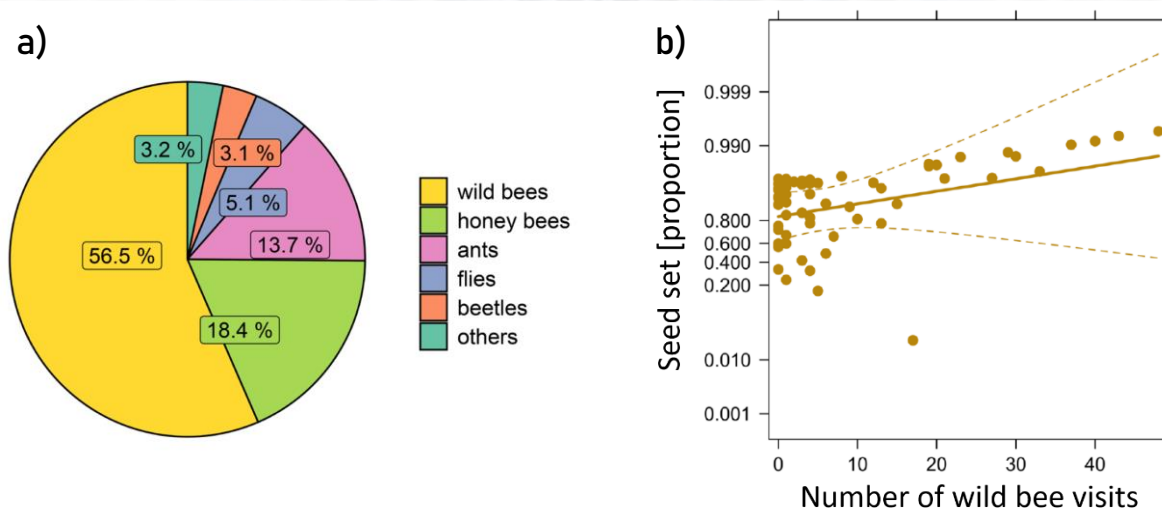 a)
3.2 %
3.1 %
5.1 %
56.5 %
13.7 %
18.4 %
wild bees
honey bees
ants
flies
beetles
others
b)
Seed set [proportion]
0.999
0.990
0.800
0.600
0.400
0.200
0.010
0.001
0
10
20
30
40
Number of wild bee visits